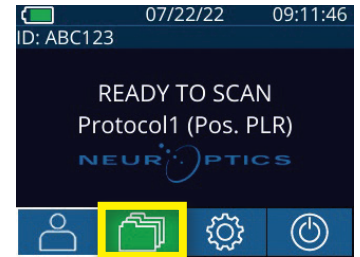 07/22/22 09:11:46
ID: ABC123
READY TO SCAN
Protocol1 (Pos. PLR)
NEUROPTICS